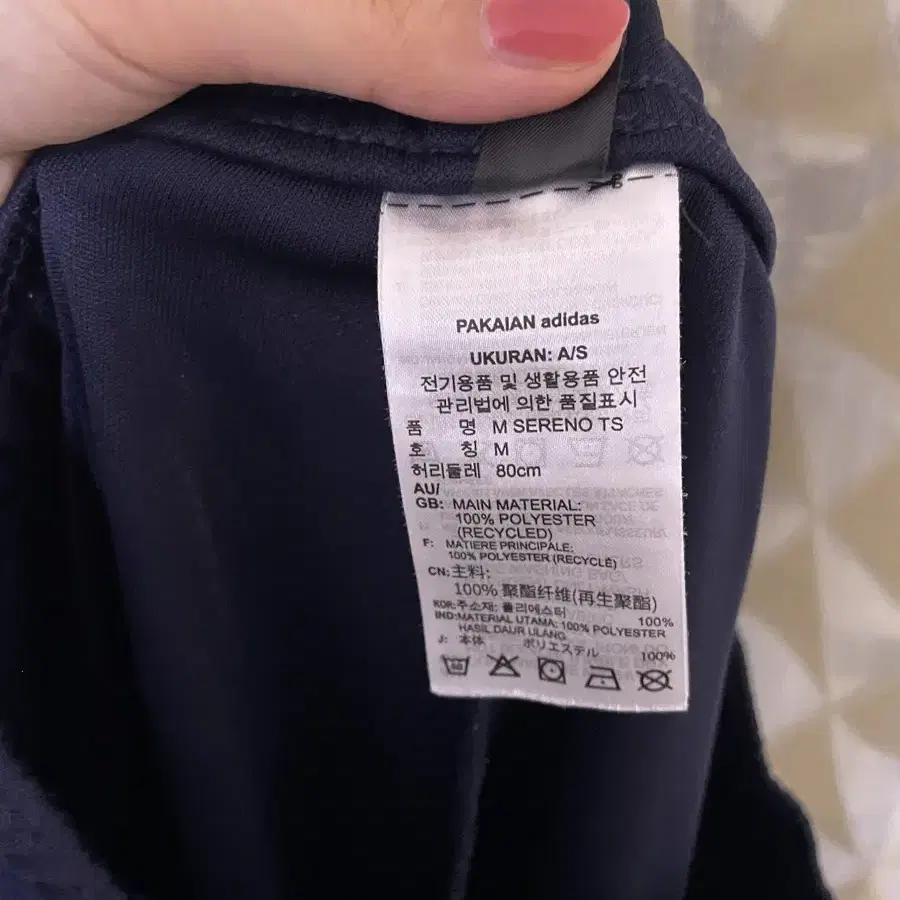 PAKAIAN adidas
UKURAN: A/S
전기용품 및 생활용품 안전
관리법에 의한 품질표시
품 명 M SERENO TS
호 칭 M
허리둘레 80cm
AU/
GB: MAIN MATERIAL:
100% POLYESTER
(RECYCLED)
F: MATIERE PRINCIPALE:
100% POLYESTER (RECYCLÉ)
CN: 主料:
100% 聚酯纤维(再生聚酯)
KOR: 주소재: 폴리에스터 100%
IND: MATERIAL UTAMA: 100% POLYESTER
HASIL DAUR ULANG
J: 本体 ポリエステル 100%